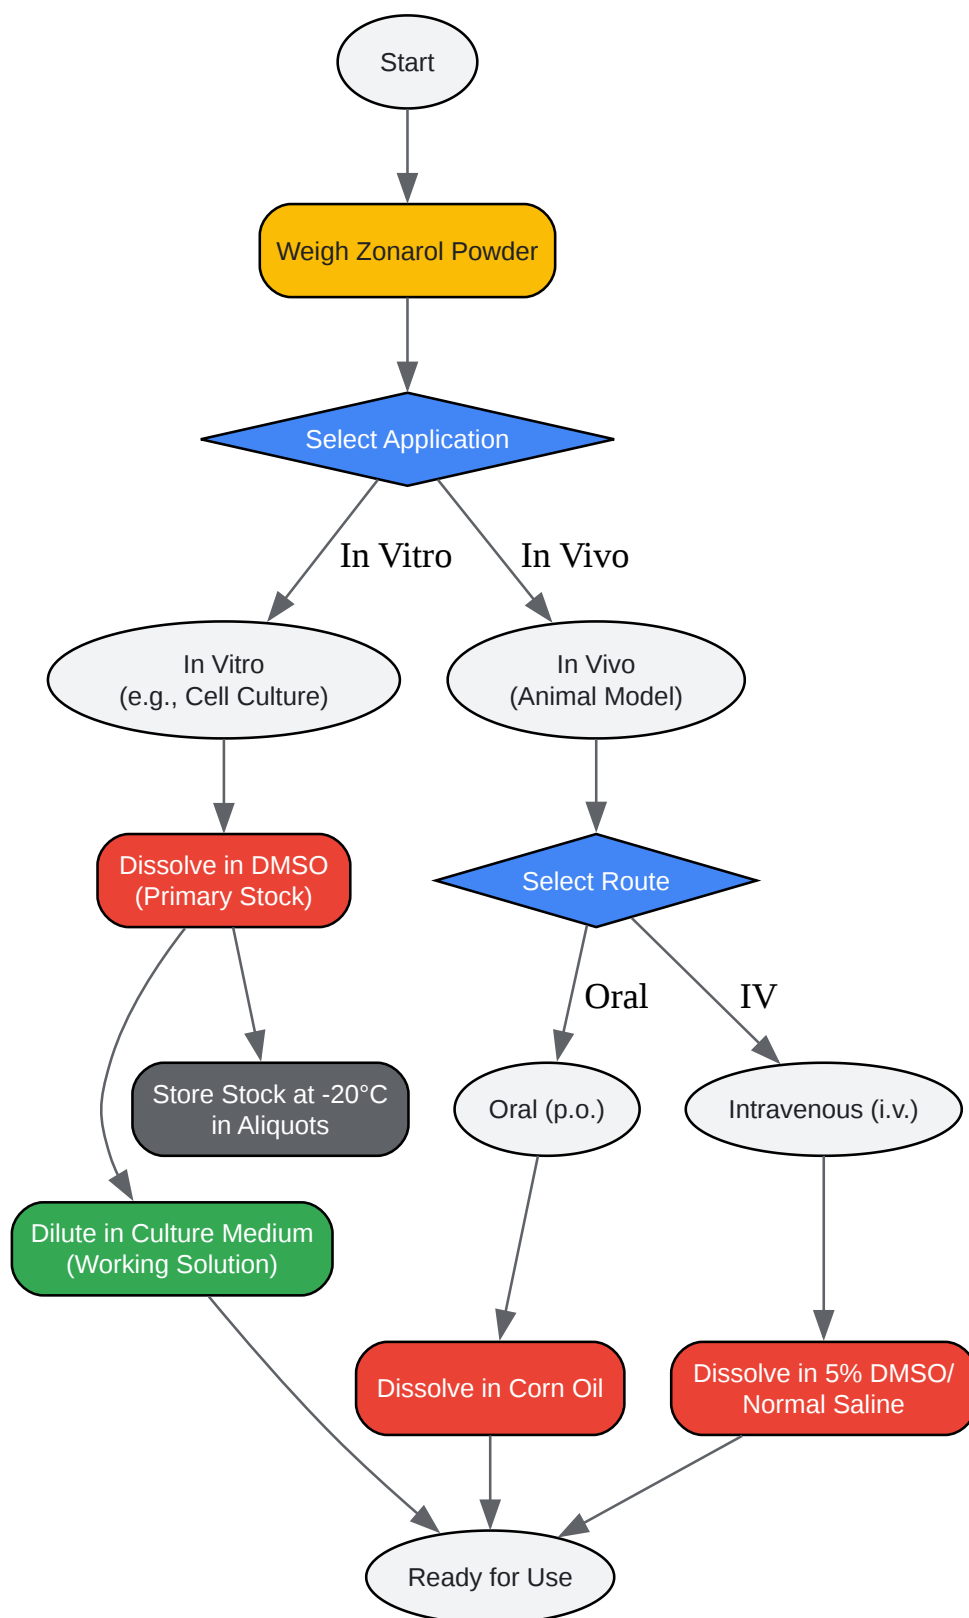 Start
Weigh Zonarol Powder
Select Application
In Vitro
In Vivo
In Vitro
(e.g., Cell Culture)
In Vivo
(Animal Model)
Dissolve in DMSO
(Primary Stock)
Select Route
Oral
IV
Store Stock at -20°C
in Aliquots
Oral (p.o.)
Intravenous (i.v.)
Dilute in Culture Medium
(Working Solution)
Dissolve in Corn Oil
Dissolve in 5% DMSO/
Normal Saline
Ready for Use